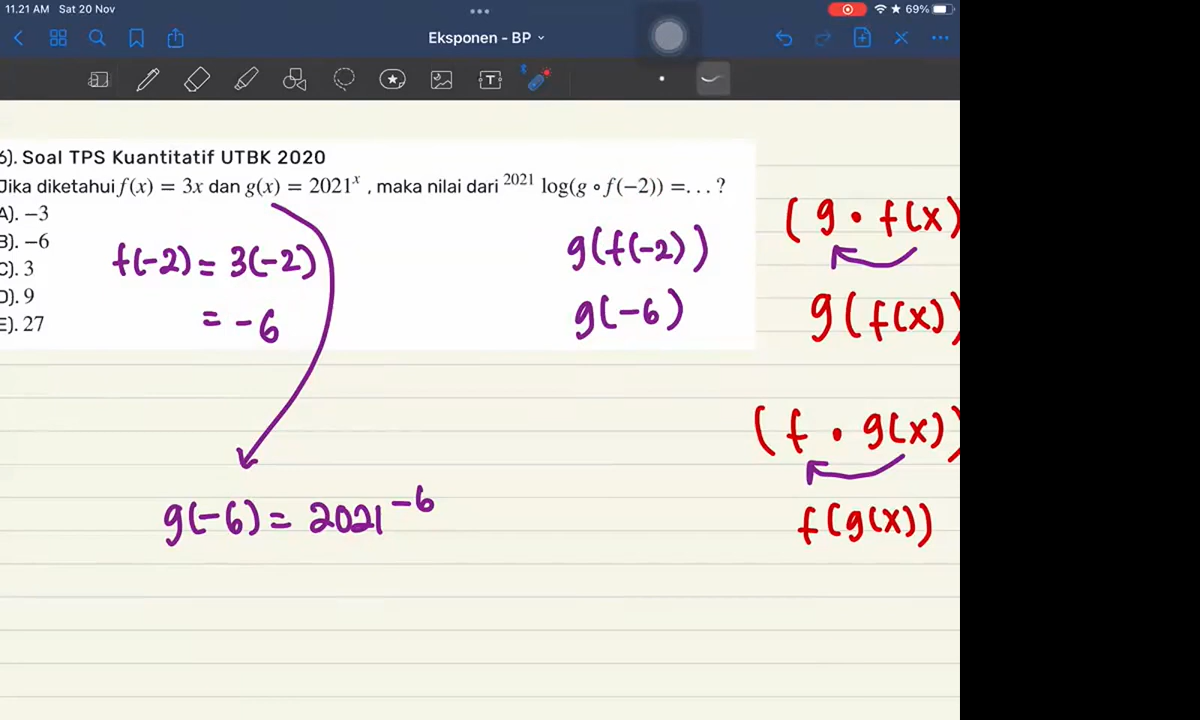 11.21 AM Sat 20 Nov
69%
Eksponen - BP
6). Soal TPS Kuantitatif UTBK 2020
Jika diketahui f(x) = 3x dan g(x) = 2021^x , maka nilai dari ^2021 log(g∘f(−2)) =. . . ?
A). −3
B). −6
C). 3
D). 9
E). 27
f(-2) = 3(-2)
= -6
g(f(-2))
g(-6)
g(-6) = 2021^-6
(g • f(x)
g(f(x)
(f • g(x)
f(g(x))